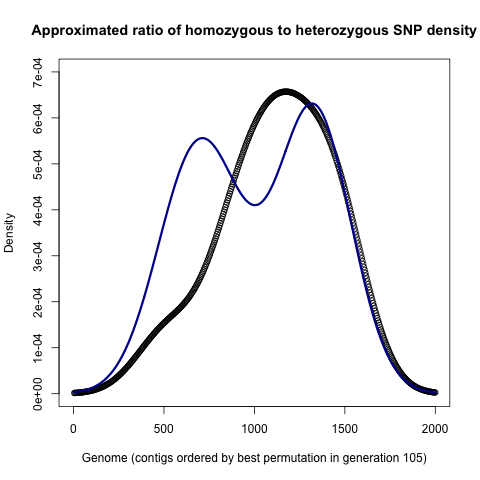 Approximated ratio of homozygous to heterozygous SNP density
7e-04
6e-04
5e-04
4e-04
3e-04
2e-04
1e-04
0e+00
Density
0 500 1000 1500 2000
Genome (contigs ordered by best permutation in generation 105)